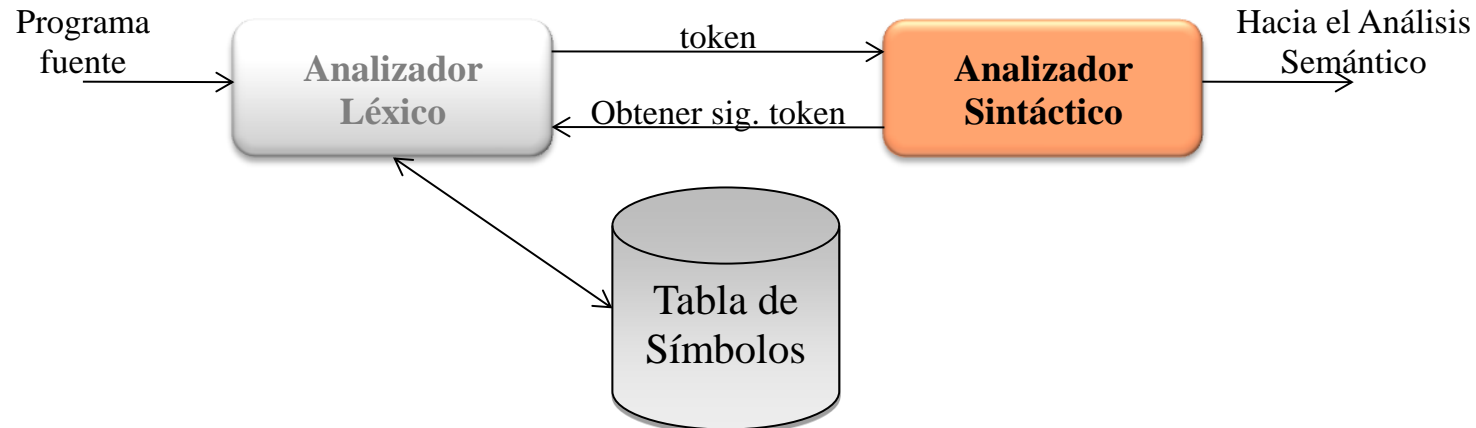 Programa
fuente
Analizador
Léxico
token
Obtener sig. token
Analizador
Sintáctico
Hacia el Análisis
Semántico
Tabla de
Símbolos